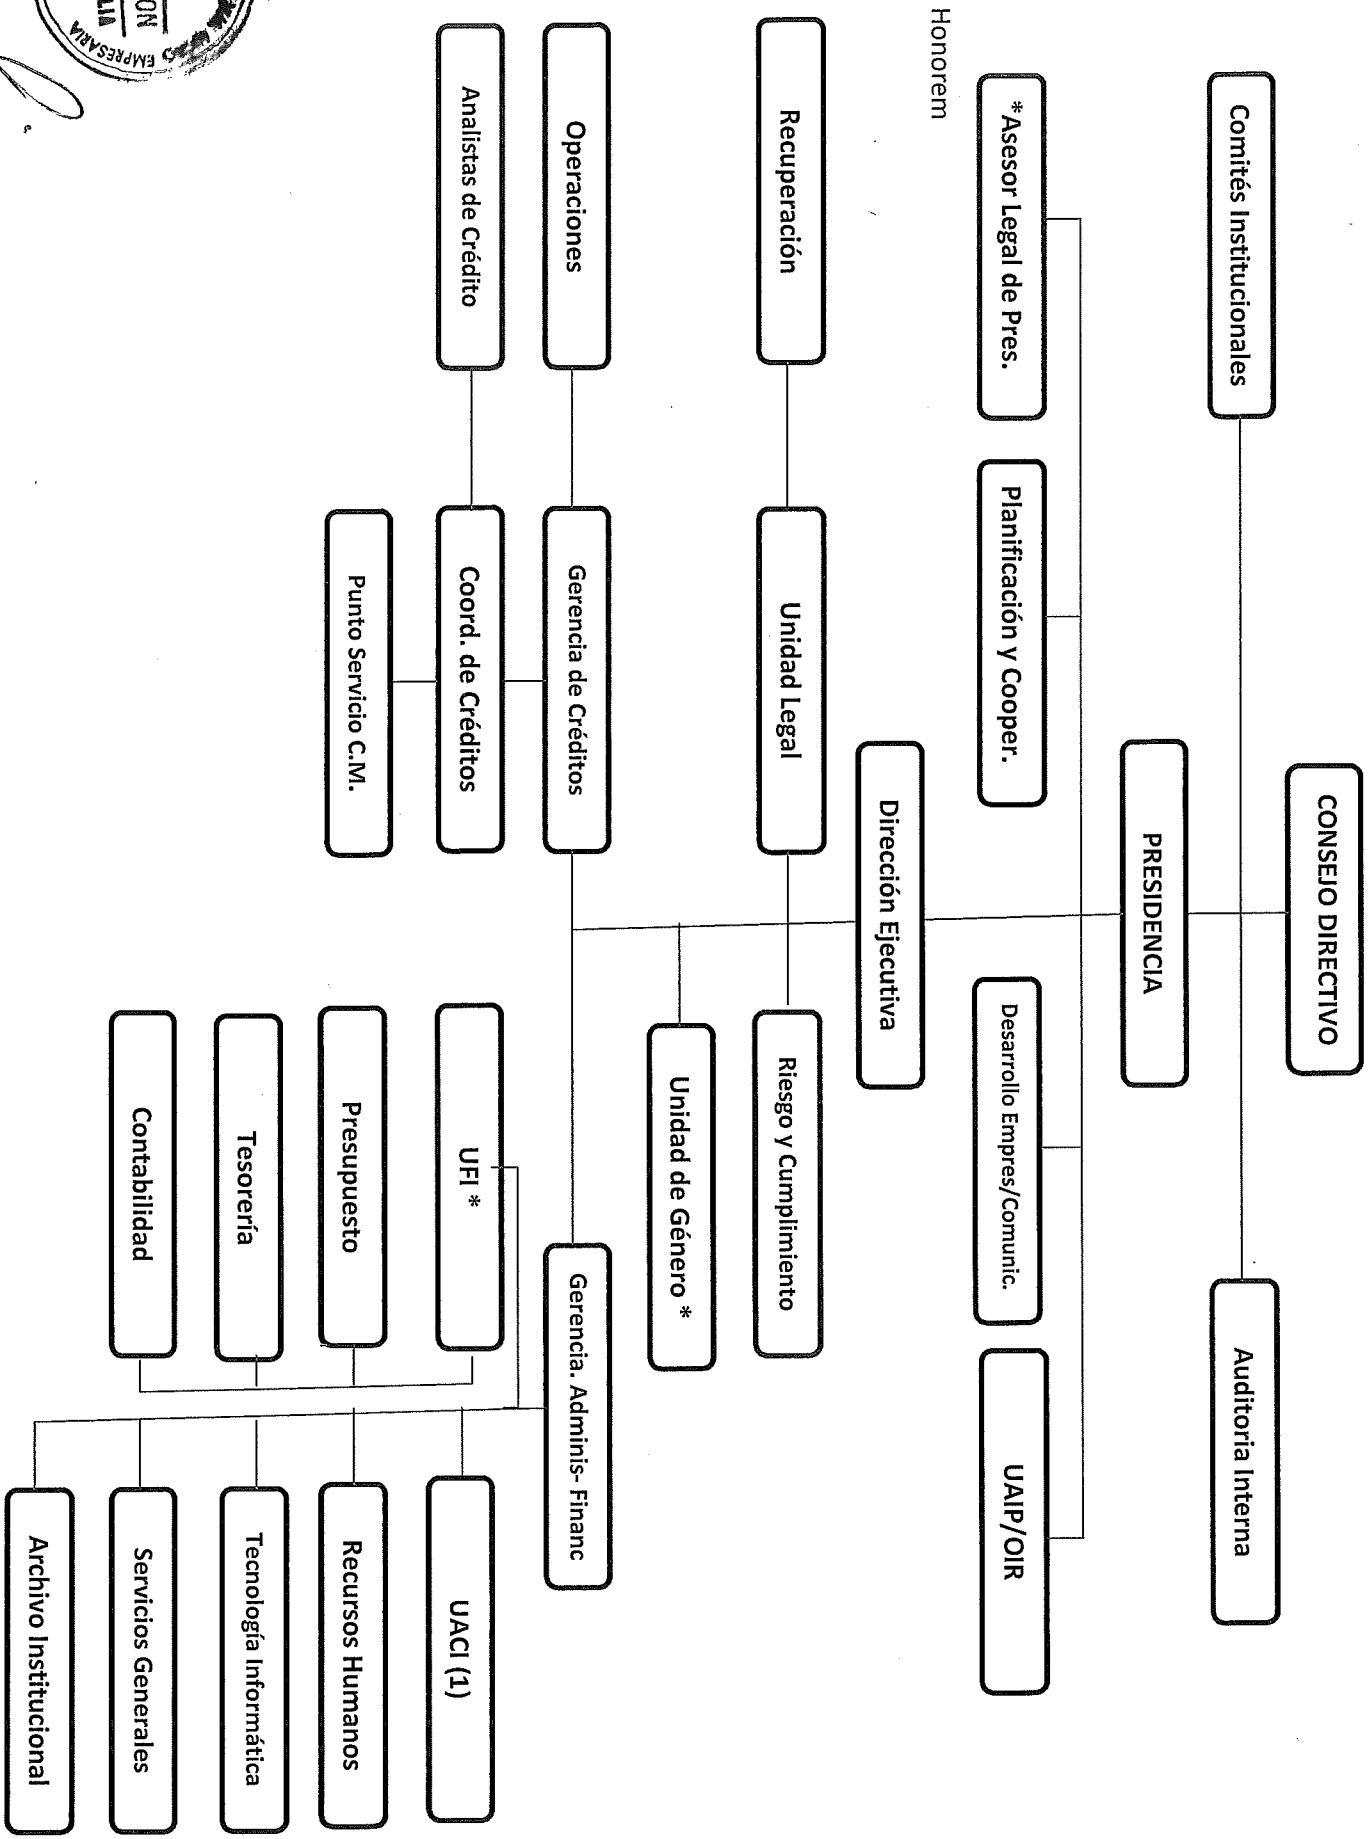 CONSEJO DIRECTIVO
Comités Institucionales
Auditoria Interna
PRESIDENCIA
*Asesor Legal de Pres.
Planificación y Cooper.
Desarrollo Empres/Comunic.
UAIP/OIR
Honorem
Dirección Ejecutiva
Recuperación
Unidad Legal
Riesgo y Cumplimiento
Unidad de Género *
Operaciones
Gerencia de Créditos
Gerencia. Adminis- Financ
Analistas de Crédito
Coord. de Créditos
UFI *
UACI (1)
Punto Servicio C.M.
Presupuesto
Recursos Humanos
Tesorería
Tecnología Informática
Contabilidad
Servicios Generales
Archivo Institucional
EMPRESARIA